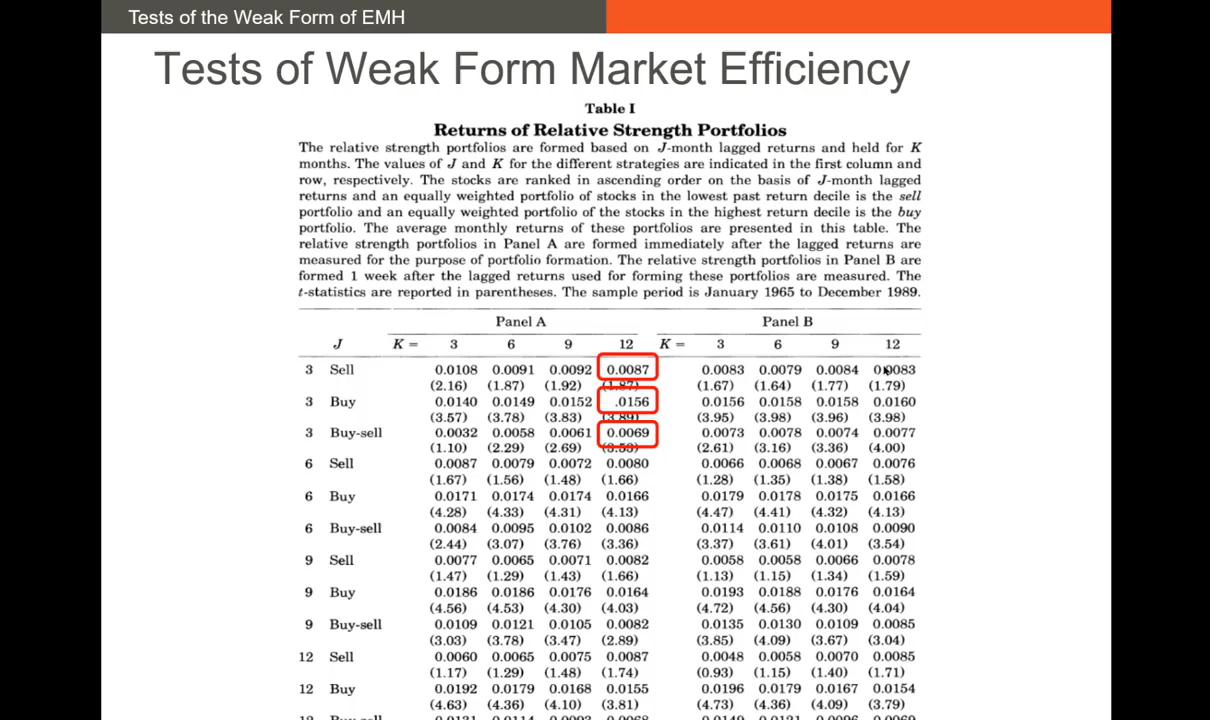 Tests of the Weak Form of EMH
Tests of Weak Form Market Efficiency
Table I
Returns of Relative Strength Portfolios
The relative strength portfolios are formed based on J-month lagged returns and held for K
months. The values of J and K for the different strategies are indicated in the first column and
row, respectively. The stocks are ranked in ascending order on the basis of J-month lagged
returns and an equally weighted portfolio of stocks in the lowest past return decile is the sell
portfolio and an equally weighted portfolio of the stocks in the highest return decile is the buy
portfolio. The average monthly returns of these portfolios are presented in this table. The
relative strength portfolios in Panel A are formed immediately after the lagged returns are
measured for the purpose of portfolio formation. The relative strength portfolios in Panel B are
formed 1 week after the lagged returns used for forming these portfolios are measured. The
t-statistics are reported in parentheses. The sample period is January 1965 to December 1989.
Panel A Panel B
J K = 3 6 9 12 K = 3 6 9 12
3 Sell 0.0108 0.0091 0.0092 0.0087 0.0083 0.0079 0.0084 0.0083
(2.16) (1.87) (1.92) (1.87) (1.67) (1.64) (1.77) (1.79)
3 Buy 0.0140 0.0149 0.0152 .0156 0.0156 0.0158 0.0158 0.0160
(3.57) (3.78) (3.83) (3.89) (3.95) (3.98) (3.96) (3.98)
3 Buy-sell 0.0032 0.0058 0.0061 0.0069 0.0073 0.0078 0.0074 0.0077
(1.10) (2.29) (2.69) (3.53) (2.61) (3.16) (3.36) (4.00)
6 Sell 0.0087 0.0079 0.0072 0.0080 0.0066 0.0068 0.0067 0.0076
(1.67) (1.56) (1.48) (1.66) (1.28) (1.35) (1.38) (1.58)
6 Buy 0.0171 0.0174 0.0174 0.0166 0.0179 0.0178 0.0175 0.0166
(4.28) (4.33) (4.31) (4.13) (4.47) (4.41) (4.32) (4.13)
6 Buy-sell 0.0084 0.0095 0.0102 0.0086 0.0114 0.0110 0.0108 0.0090
(2.44) (3.07) (3.76) (3.36) (3.37) (3.61) (4.01) (3.54)
9 Sell 0.0077 0.0065 0.0071 0.0082 0.0058 0.0058 0.0066 0.0078
(1.47) (1.29) (1.43) (1.66) (1.13) (1.15) (1.34) (1.59)
9 Buy 0.0186 0.0186 0.0176 0.0164 0.0193 0.0188 0.0176 0.0164
(4.56) (4.53) (4.30) (4.03) (4.72) (4.56) (4.30) (4.04)
9 Buy-sell 0.0109 0.0121 0.0105 0.0082 0.0135 0.0130 0.0109 0.0085
(3.03) (3.78) (3.47) (2.89) (3.85) (4.09) (3.67) (3.04)
12 Sell 0.0060 0.0065 0.0075 0.0087 0.0048 0.0058 0.0070 0.0085
(1.17) (1.29) (1.48) (1.74) (0.93) (1.15) (1.40) (1.71)
12 Buy 0.0192 0.0179 0.0168 0.0155 0.0196 0.0179 0.0167 0.0154
(4.63) (4.36) (4.10) (3.81) (4.73) (4.36) (4.09) (3.79)